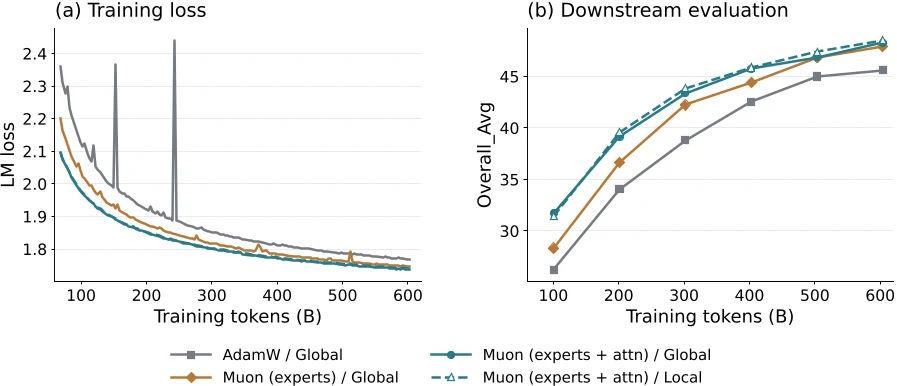 (a) Training loss
LM loss
2.4
2.3
2.2
2.1
2.0
1.9
1.8
100 200 300 400 500 600
Training tokens (B)
(b) Downstream evaluation
Overall_Avg
45
40
35
30
100 200 300 400 500 600
Training tokens (B)
AdamW / Global
Muon (experts) / Global
Muon (experts + attn) / Global
Muon (experts + attn) / Local